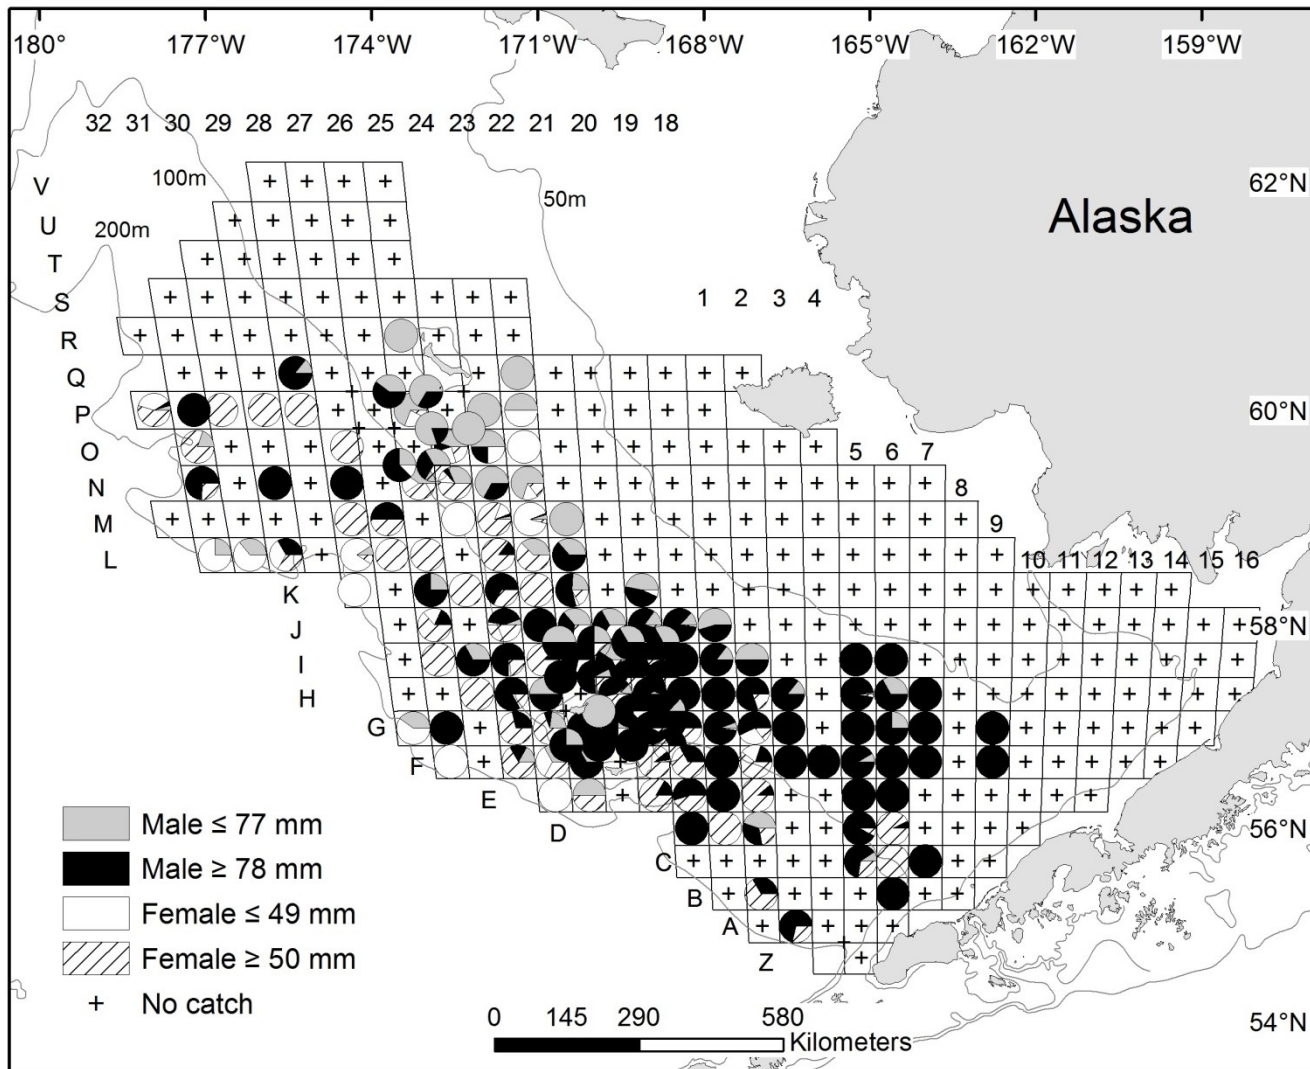 180° 177°W 174°W 171°W 168°W 165°W 162°W 159°W
32 31 30 29 28 27 26 25 24 23 22 21 20 19 18
V
100m
50m
62°N
U
Alaska
200m
T
S
1 2 3 4
R
Q
P
60°N
O
5 6 7
N
8
M
9
L
10 11 12 13 14 15 16
K
J
58°N
I
H
G
F
E
D
Male ≤ 77 mm
56°N
Male ≥ 78 mm
C
Female ≤ 49 mm
B
A
Female ≥ 50 mm
Z
+ No catch
0 145 290 580
Kilometers
54°N